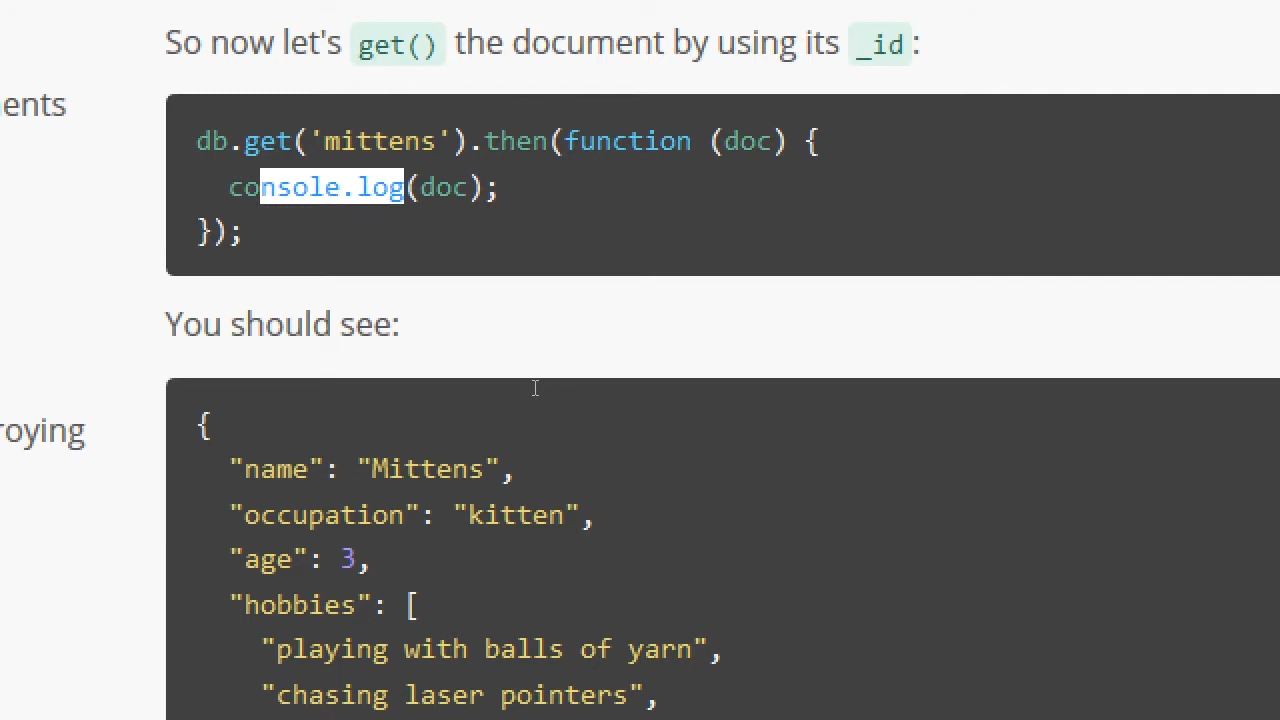 So now let's get() the document by using its _id:
ents
db.get('mittens').then(function (doc) {
  console.log(doc);
});
You should see:
roying
{
  "name": "Mittens",
  "occupation": "kitten",
  "age": 3,
  "hobbies": [
    "playing with balls of yarn",
    "chasing laser pointers",